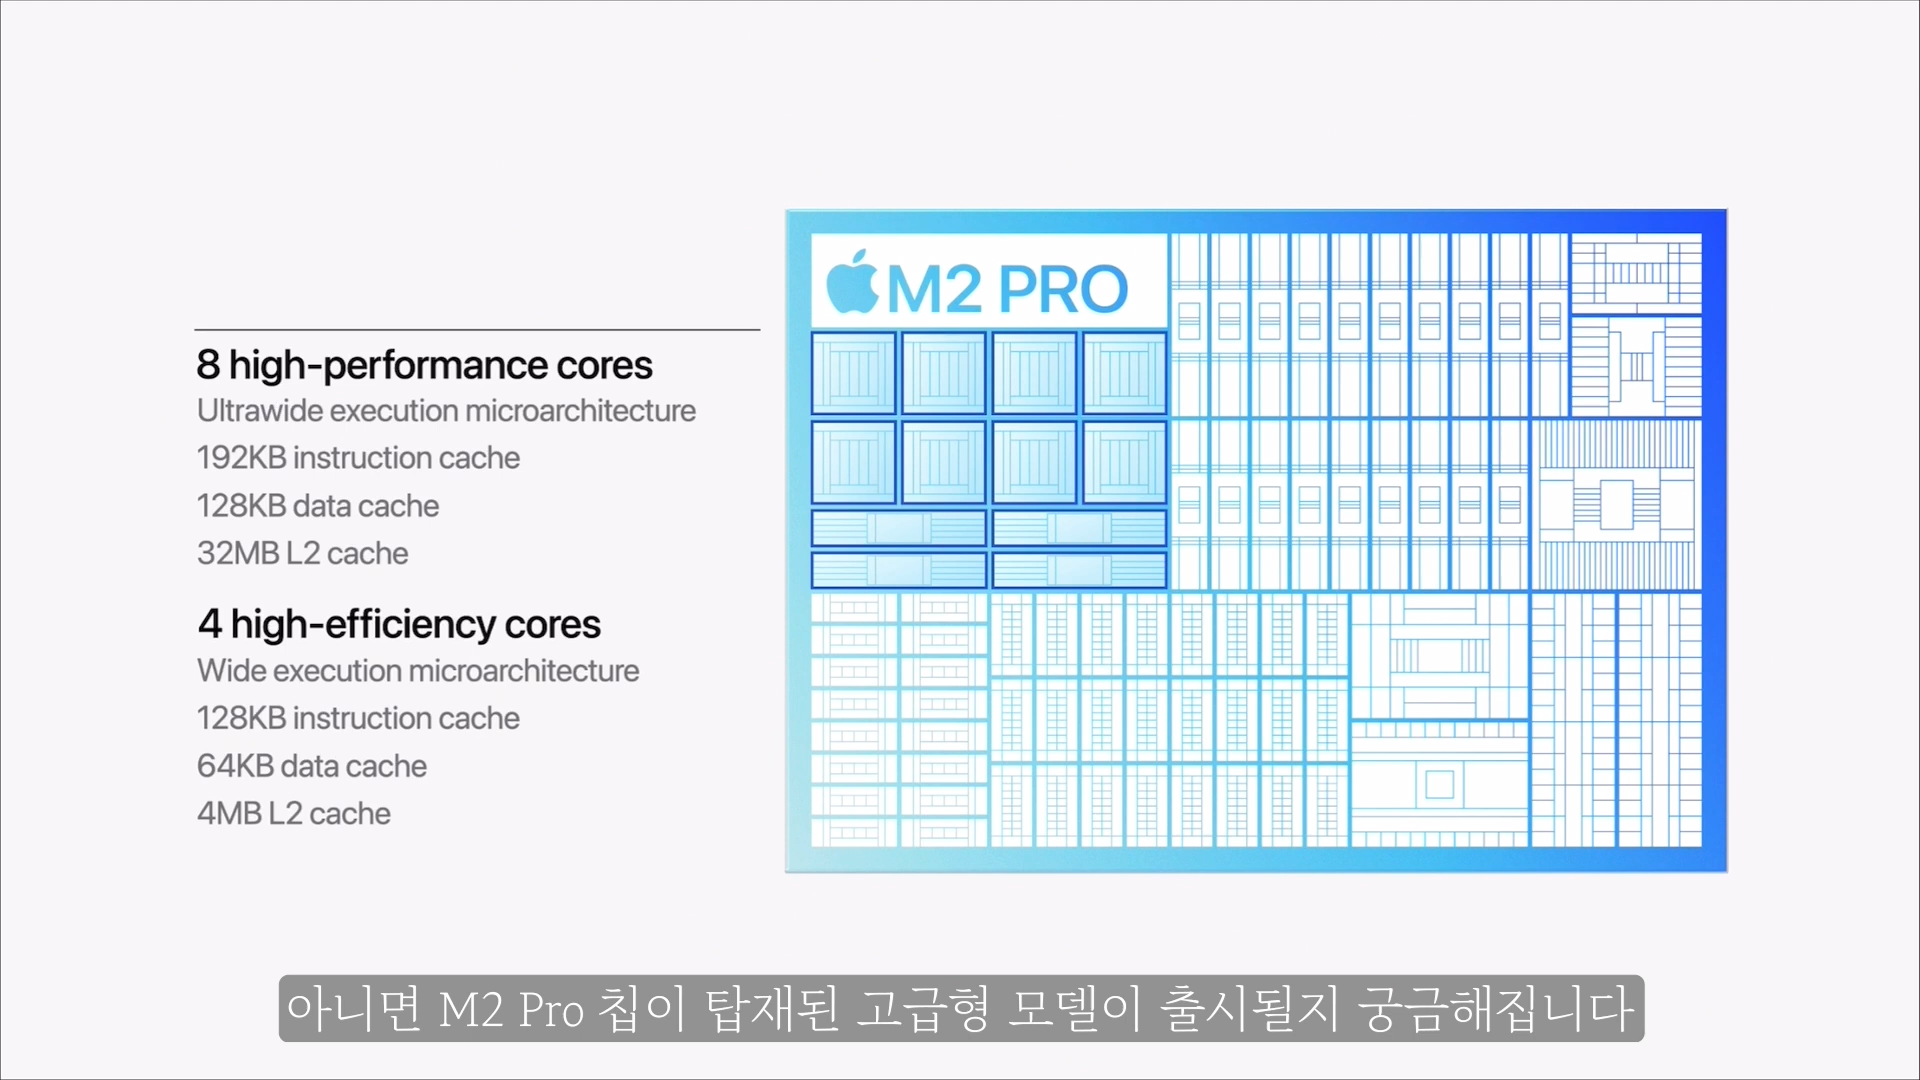 M2 PRO
8 high-performance cores
Ultrawide execution microarchitecture
192KB instruction cache
128KB data cache
32MB L2 cache
4 high-efficiency cores
Wide execution microarchitecture
128KB instruction cache
64KB data cache
4MB L2 cache
아니면 M2 Pro 칩이 탑재된 고급형 모델이 출시될지 궁금해집니다